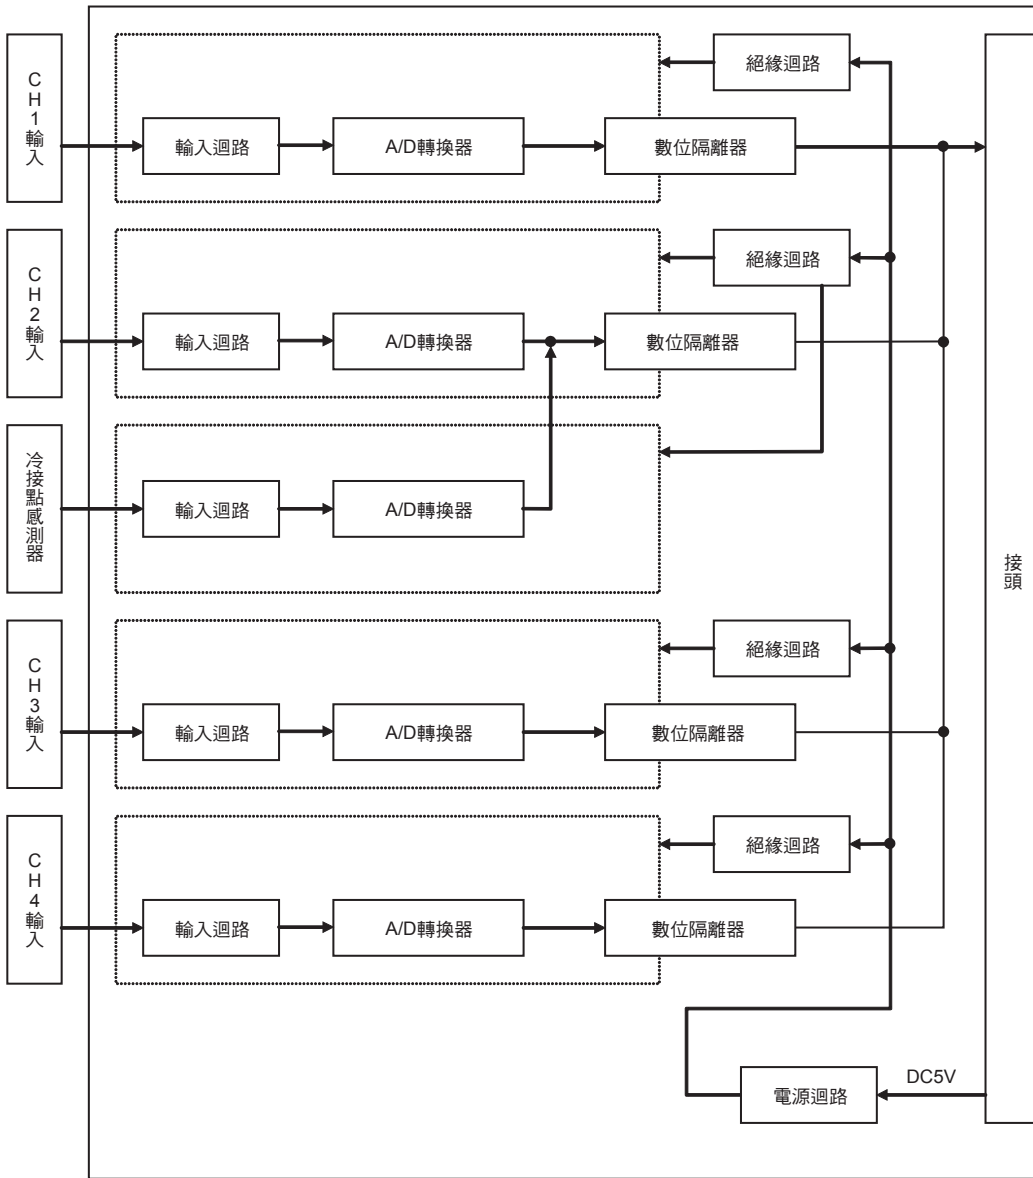 CH1輸入
絕緣迴路
輸入迴路
A/D轉換器
數位隔離器
CH2輸入
絕緣迴路
輸入迴路
A/D轉換器
數位隔離器
冷接點感測器
輸入迴路
A/D轉換器
接頭
CH3輸入
絕緣迴路
輸入迴路
A/D轉換器
數位隔離器
CH4輸入
絕緣迴路
輸入迴路
A/D轉換器
數位隔離器
電源迴路
DC5V